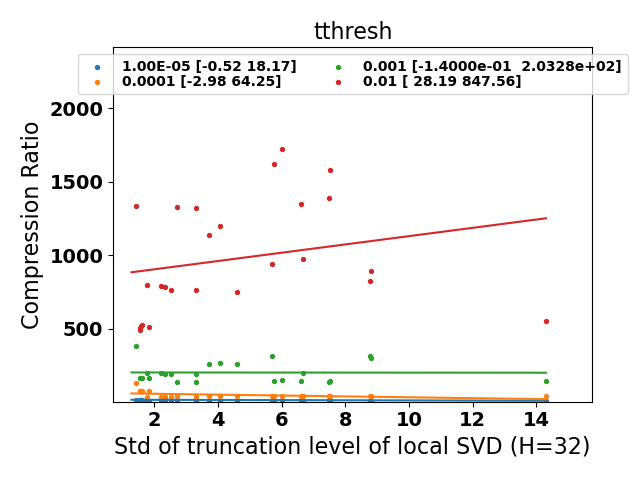 tthresh
1.00E-05 [-0.52 18.17]
0.0001 [-2.98 64.25]
0.001 [-1.4000e-01  2.0328e+02]
0.01 [ 28.19 847.56]
Compression Ratio
2000
1500
1000
500
2 4 6 8 10 12 14
Std of truncation level of local SVD (H=32)